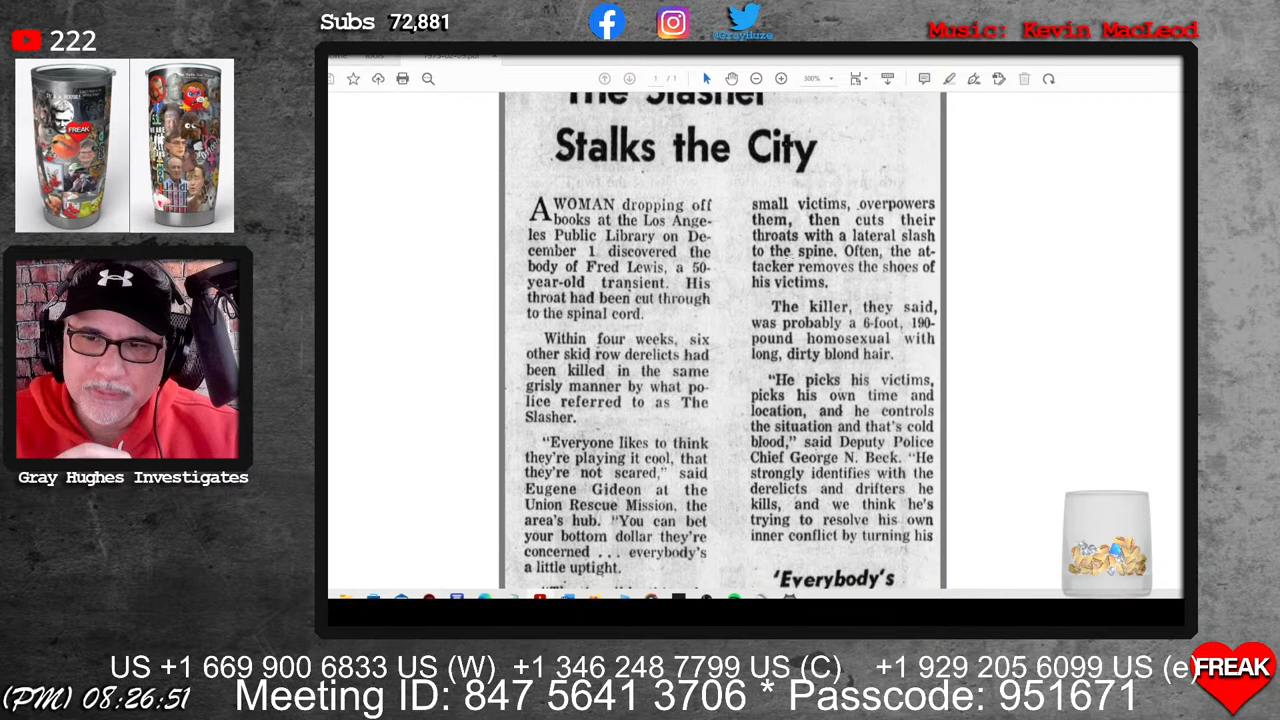 Subs 72,881
222
@GrayHuze
Music: Kevin MacLeod
1 / 1
300%
The Slasher
Stalks the City
A WOMAN dropping off
books at the Los Ange-
les Public Library on De-
cember 1 discovered the
body of Fred Lewis, a 50-
year-old transient. His
throat had been cut through
to the spinal cord.
Within four weeks, six
other skid row derelicts had
been killed in the same
grisly manner by what po-
lice referred to as The
Slasher.
"Everyone likes to think
they're playing it cool, that
they're not scared," said
Eugene Gideon at the
Union Rescue Mission, the
area's hub. "You can bet
your bottom dollar they're
concerned . . . everybody's
a little uptight.
small victims, overpowers
them, then cuts their
throats with a lateral slash
to the spine. Often, the at-
tacker removes the shoes of
his victims.
The killer, they said,
was probably a 6-foot, 190-
pound homosexual with
long, dirty blond hair.
"He picks his victims,
picks his own time and
location, and he controls
the situation and that's cold
blood," said Deputy Police
Chief George N. Beck. "He
strongly identifies with the
derelicts and drifters he
kills, and we think he's
trying to resolve his own
inner conflict by turning his
'Everybody's
FREAK
Gray Hughes Investigates
US +1 669 900 6833 US (W) +1 346 248 7799 US (C) +1 929 205 6099 US (e)
FREAK
(PM) 08:26:51
Meeting ID: 847 5641 3706 * Passcode: 951671